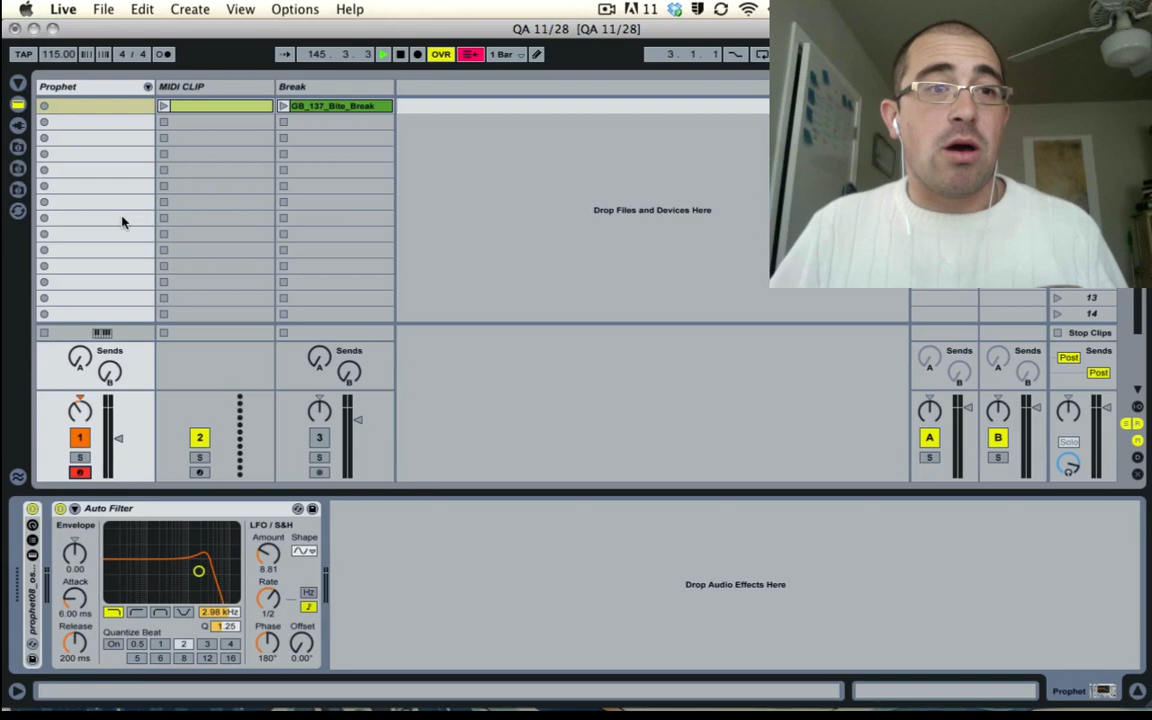 Live File Edit Create View Options Help 11
QA 11/28 [QA 11/28]
TAP 115.00 4 / 4 145. 3. 3 OVR 1 Bar 3. 1. 1
Prophet MIDI CLIP Break
GB_137_Bite_Break
Drop Files and Devices Here
13
14
Stop Clips
Sends Sends Sends Sends Sends
A B A B A B A B Post Post
1 2 3 A B Solo
S S S S
Auto Filter
Envelope LFO / S&H
Amount Shape
0.00 8.81
Attack Rate Hz
6.00 ms 2.98 kHz 1/2
Q 1.25
Release Quantize Beat Phase Offset
On 0.5 1 2 3 4
200 ms 5 6 8 12 16 180° 0.00°
prophet08_os...
Drop Audio Effects Here
Prophet